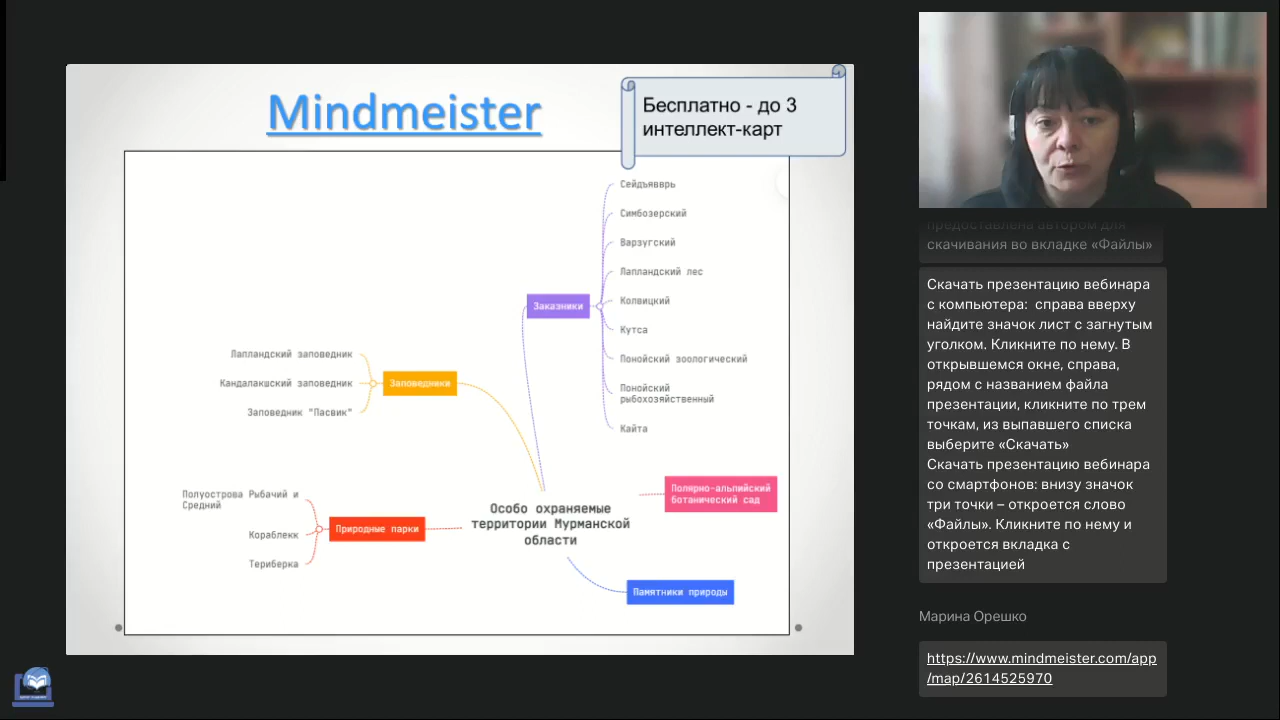 Mindmeister
Бесплатно - до 3
интеллект-карт
Сейдъявврь
Симбозерский
Варзугский
Лапландский лес
Заказники
Колвицкий
Кутса
Понойский зоологический
Понойский
рыбохозяйственный
Кайта
Лапландский заповедник
Кандалакшский заповедник
Заповедник "Пасвик"
Заповедники
Полуострова Рыбачий и
Средний
Кораблекк
Териберка
Природные парки
Особо охраняемые
территории Мурманской
области
Полярно-альпийский
ботанический сад
Памятники природы
предоставлена автором для
скачивания во вкладке «Файлы»
Скачать презентацию вебинара
с компьютера:  справа вверху
найдите значок лист с загнутым
уголком. Кликните по нему. В
открывшемся окне, справа,
рядом с названием файла
презентации, кликните по трем
точкам, из выпавшего списка
выберите «Скачать»
Скачать презентацию вебинара
со смартфонов: внизу значок
три точки – откроется слово
«Файлы». Кликните по нему и
откроется вкладка с
презентацией
Марина Орешко
https://www.mindmeister.com/app
/map/2614525970